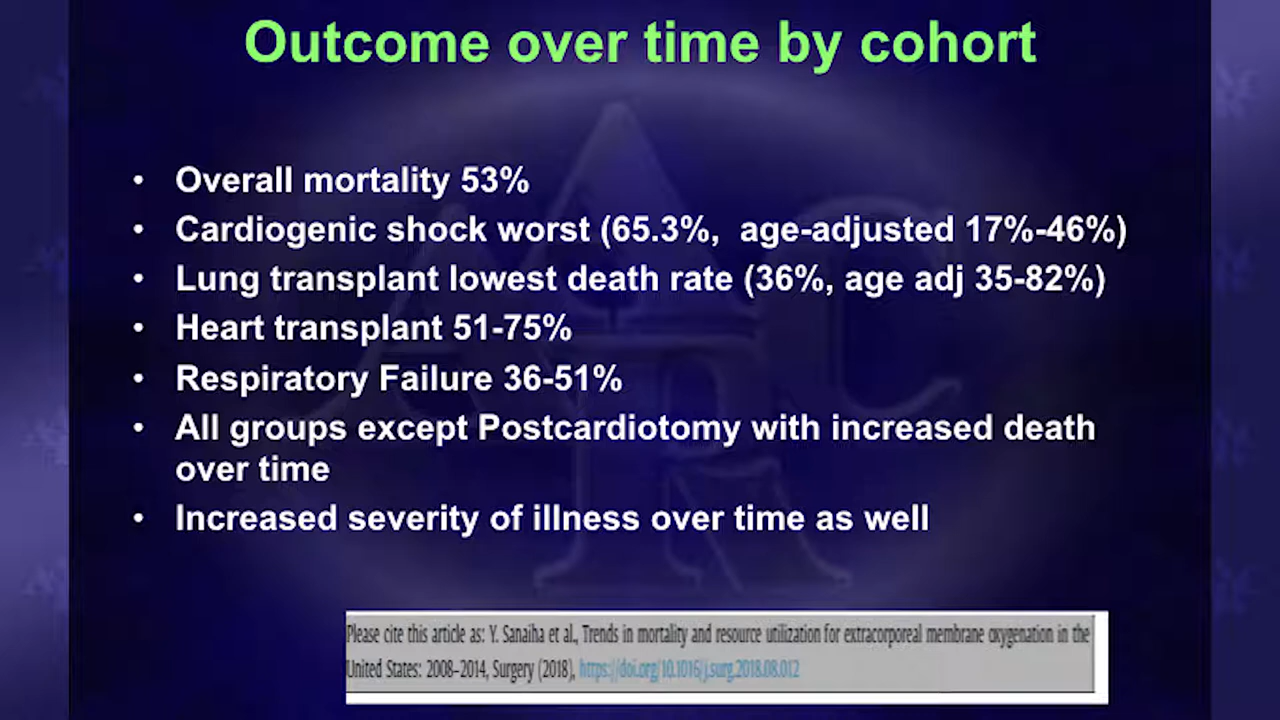 Outcome over time by cohort
• Overall mortality 53%
• Cardiogenic shock worst (65.3%, age-adjusted 17%-46%)
• Lung transplant lowest death rate (36%, age adj 35-82%)
• Heart transplant 51-75%
• Respiratory Failure 36-51%
• All groups except Postcardiotomy with increased death
over time
• Increased severity of illness over time as well
Please cite this article as: Y. Sanaiha et al., Trends in mortality and resource utilization for extracorporeal membrane oxygenation in the
United States: 2008–2014, Surgery (2018), https://doi.org/10.1016/j.surg.2018.08.012